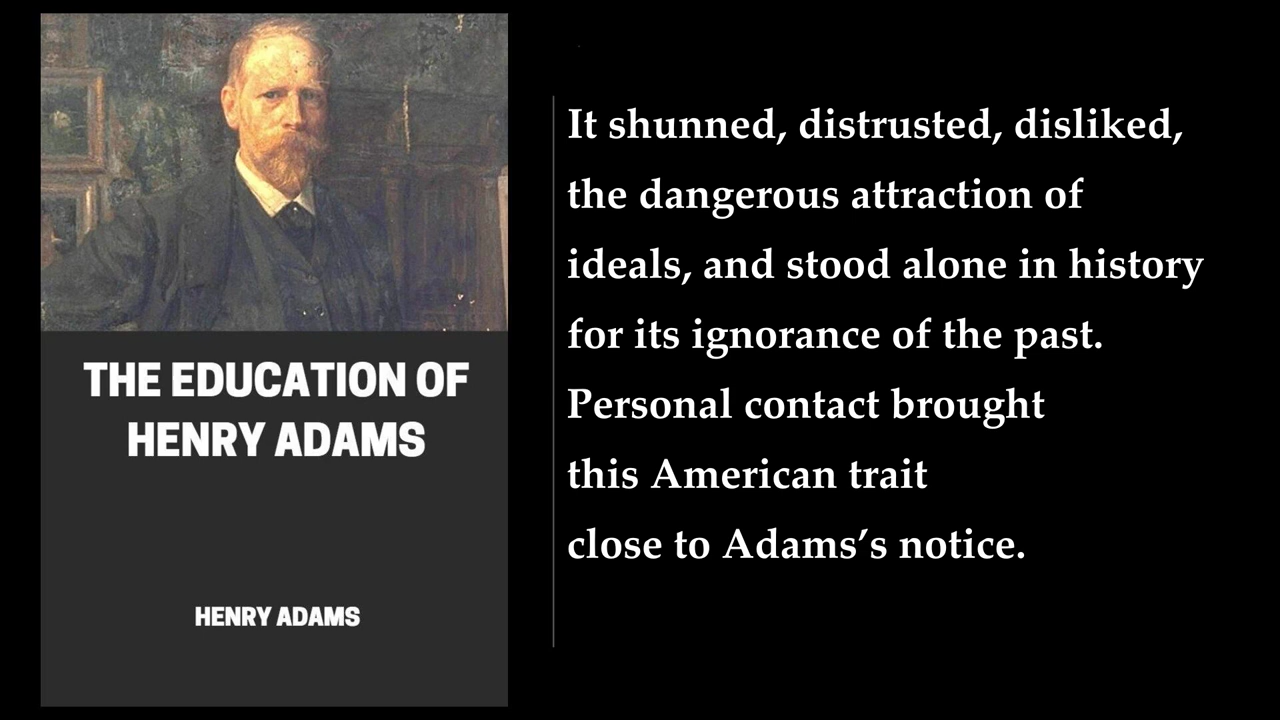 THE EDUCATION OF
HENRY ADAMS
HENRY ADAMS
It shunned, distrusted, disliked,
the dangerous attraction of
ideals, and stood alone in history
for its ignorance of the past.
Personal contact brought
this American trait
close to Adams’s notice.